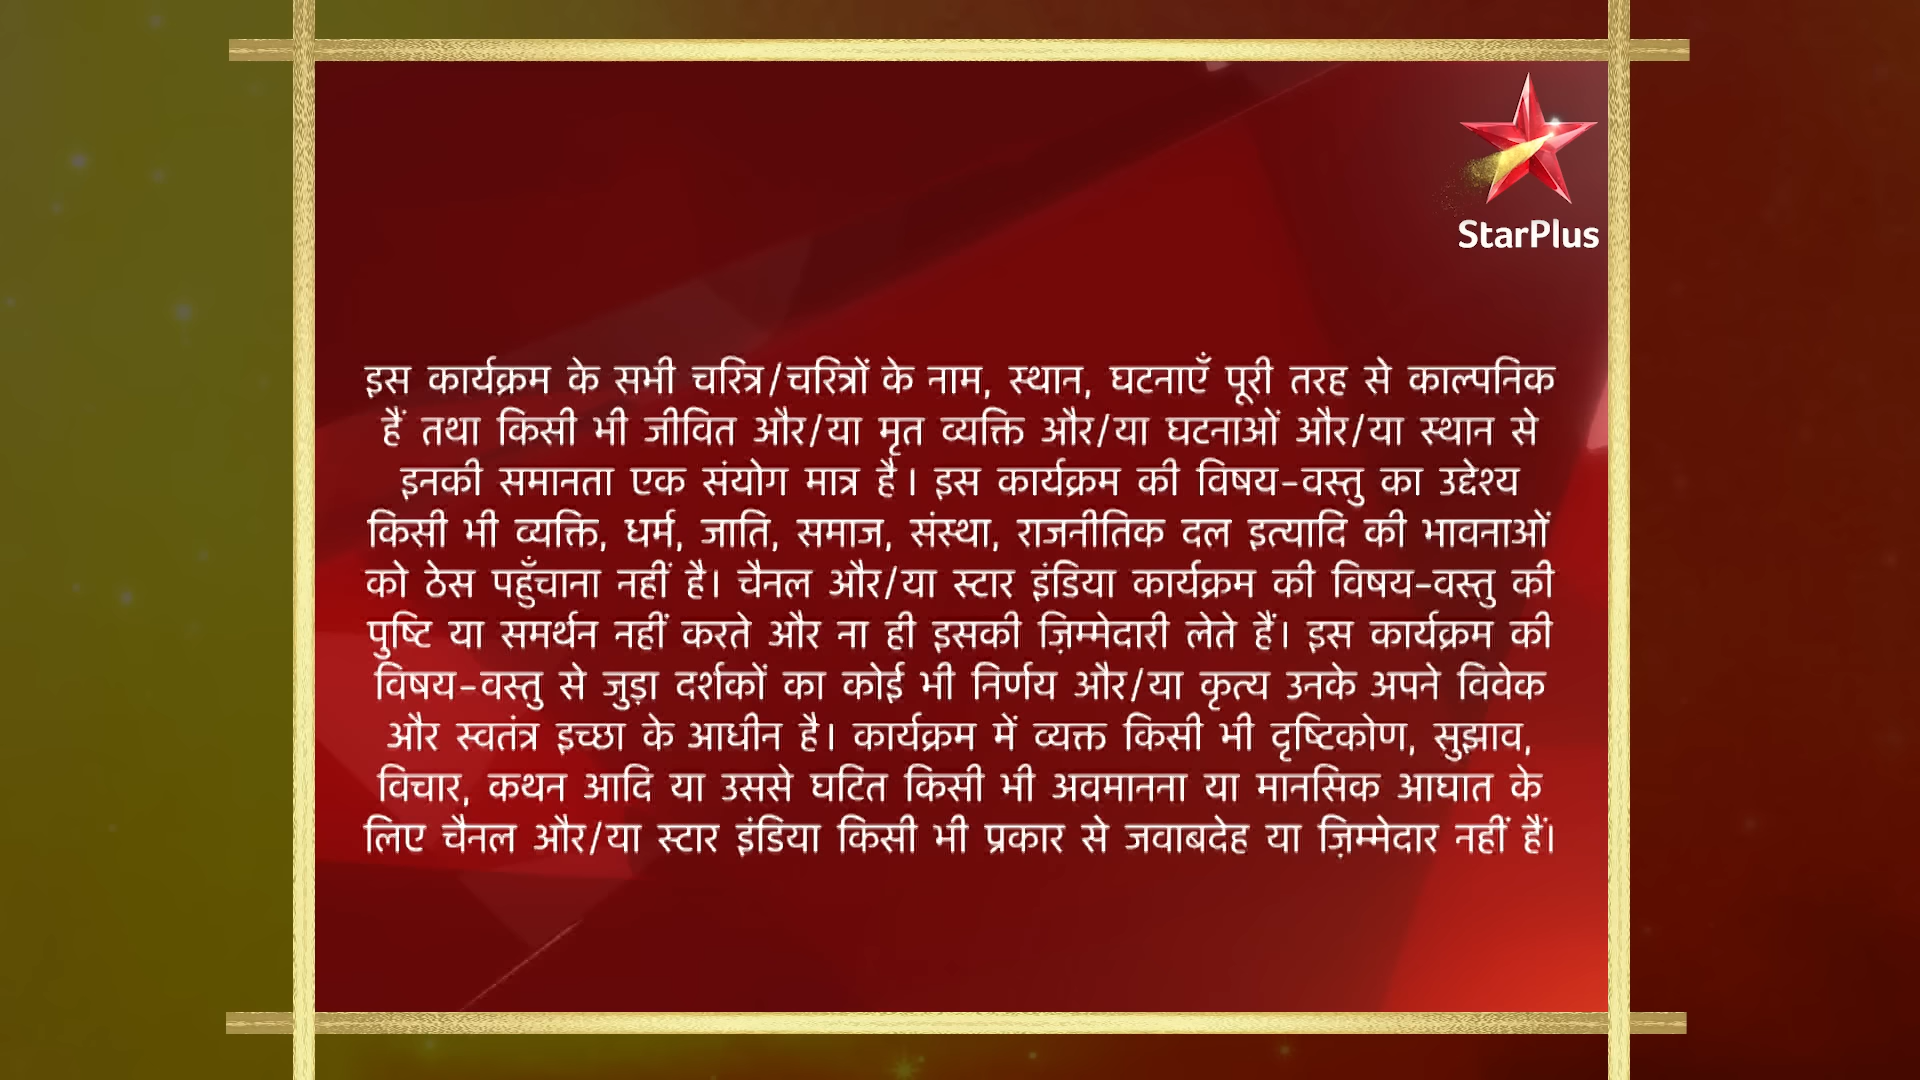 StarPlus
इस कार्यक्रम के सभी चरित्र/चरित्रों के नाम, स्थान, घटनाएँ पूरी तरह से काल्पनिक
हैं तथा किसी भी जीवित और/या मृत व्यक्ति और/या घटनाओं और/या स्थान से
इनकी समानता एक संयोग मात्र है। इस कार्यक्रम की विषय-वस्तु का उद्देश्य
किसी भी व्यक्ति, धर्म, जाति, समाज, संस्था, राजनीतिक दल इत्यादि की भावनाओं
को ठेस पहुँचाना नहीं है। चैनल और/या स्टार इंडिया कार्यक्रम की विषय-वस्तु की
पुष्टि या समर्थन नहीं करते और ना ही इसकी ज़िम्मेदारी लेते हैं। इस कार्यक्रम की
विषय-वस्तु से जुड़ा दर्शकों का कोई भी निर्णय और/या कृत्य उनके अपने विवेक
और स्वतंत्र इच्छा के आधीन है। कार्यक्रम में व्यक्त किसी भी दृष्टिकोण, सुझाव,
विचार, कथन आदि या उससे घटित किसी भी अवमानना या मानसिक आघात के
लिए चैनल और/या स्टार इंडिया किसी भी प्रकार से जवाबदेह या ज़िम्मेदार नहीं हैं।